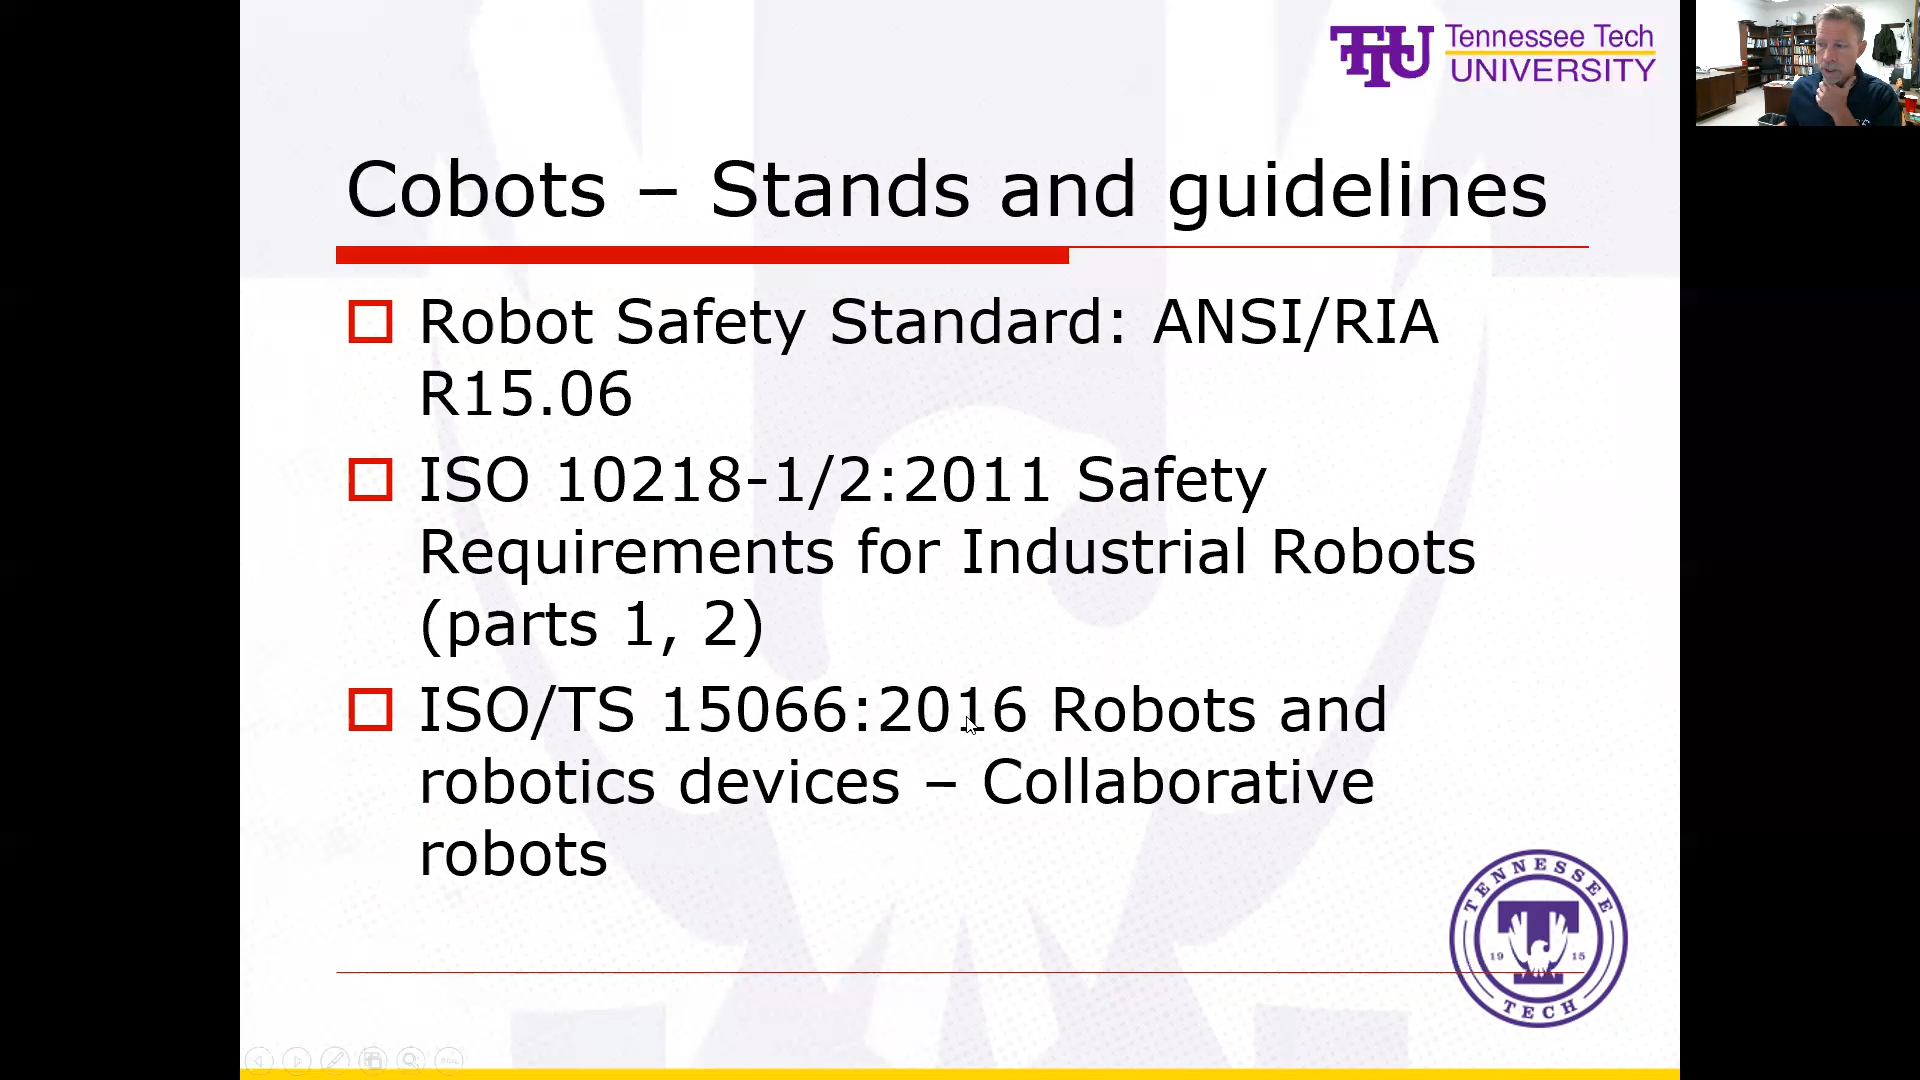 TTU Tennessee Tech
UNIVERSITY
Cobots – Stands and guidelines
Robot Safety Standard: ANSI/RIA
R15.06
ISO 10218-1/2:2011 Safety
Requirements for Industrial Robots
(parts 1, 2)
ISO/TS 15066:2016 Robots and
robotics devices – Collaborative
robots
TENNESSEE
T
19 15
TECH